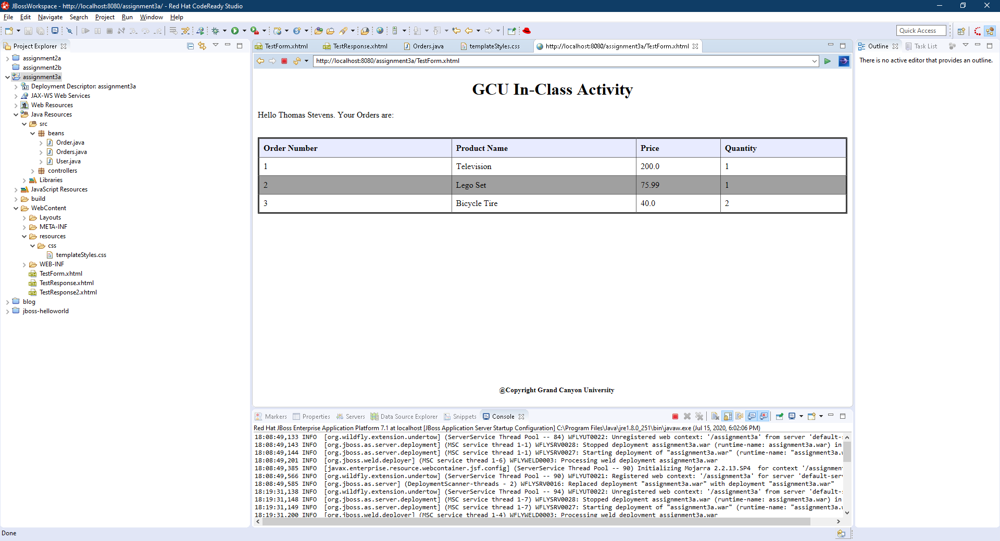 JBossWorkspace - http://localhost:8080/assignment3a/ - Red Hat CodeReady Studio
File Edit Navigate Search Project Run Window Help
Quick Access
Project Explorer
assignment2a
assignment2b
assignment3a
Deployment Descriptor: assignment3a
JAX-WS Web Services
Web Resources
Java Resources
src
beans
Order.java
Orders.java
User.java
controllers
Libraries
JavaScript Resources
build
WebContent
Layouts
META-INF
resources
css
templateStyles.css
WEB-INF
TestForm.xhtml
TestResponse.xhtml
TestResponse2.xhtml
blog
jboss-helloworld
TestForm.xhtml TestResponse.xhtml Orders.java templateStyles.css http://localhost:8080/assignment3a/TestForm.xhtml
http://localhost:8080/assignment3a/TestForm.xhtml
GCU In-Class Activity
Hello Thomas Stevens. Your Orders are:
Order Number Product Name Price Quantity
1 Television 200.0 1
2 Lego Set 75.99 1
3 Bicycle Tire 40.0 2
@Copyright Grand Canyon University
Outline Task List
There is no active editor that provides an outline.
Markers Properties Servers Data Source Explorer Snippets Console
Red Hat JBoss Enterprise Application Platform 7.1 at localhost [JBoss Application Server Startup Configuration] C:\Program Files\Java\jre1.8.0_251\bin\javaw.exe (Jul 15, 2020, 6:02:06 PM)
18:08:49,133 INFO [org.wildfly.extension.undertow] (ServerService Thread Pool -- 84) WFLYUT0022: Unregistered web context: '/assignment3a' from server 'default-s
18:08:49,143 INFO [org.jboss.as.server.deployment] (MSC service thread 1-1) WFLYSRV0028: Stopped deployment assignment3a.war (runtime-name: assignment3a.war) in
18:08:49,144 INFO [org.jboss.as.server.deployment] (MSC service thread 1-1) WFLYSRV0027: Starting deployment of "assignment3a.war" (runtime-name: "assignment3a.w
18:08:49,201 INFO [org.jboss.weld.deployer] (MSC service thread 1-6) WFLYWELD0003: Processing weld deployment assignment3a.war
18:08:49,385 INFO [javax.enterprise.resource.webcontainer.jsf.config] (ServerService Thread Pool -- 90) Initializing Mojarra 2.2.13.SP4 for context '/assignment
18:08:49,566 INFO [org.wildfly.extension.undertow] (ServerService Thread Pool -- 90) WFLYUT0021: Registered web context: '/assignment3a' for server 'default-ser
18:08:49,585 INFO [org.jboss.as.server] (DeploymentScanner-threads - 2) WFLYSRV0016: Replaced deployment "assignment3a.war" with deployment "assignment3a.war"
18:19:31,138 INFO [org.wildfly.extension.undertow] (ServerService Thread Pool -- 94) WFLYUT0022: Unregistered web context: '/assignment3a' from server 'default-s
18:19:31,148 INFO [org.jboss.as.server.deployment] (MSC service thread 1-7) WFLYSRV0028: Stopped deployment assignment3a.war (runtime-name: assignment3a.war) in
18:19:31,149 INFO [org.jboss.as.server.deployment] (MSC service thread 1-7) WFLYSRV0027: Starting deployment of "assignment3a.war" (runtime-name: "assignment3a.w
18:19:31,200 INFO [org.jboss.weld.deployer] (MSC service thread 1-4) WFLYWELD0003: Processing weld deployment assignment3a.war
Done